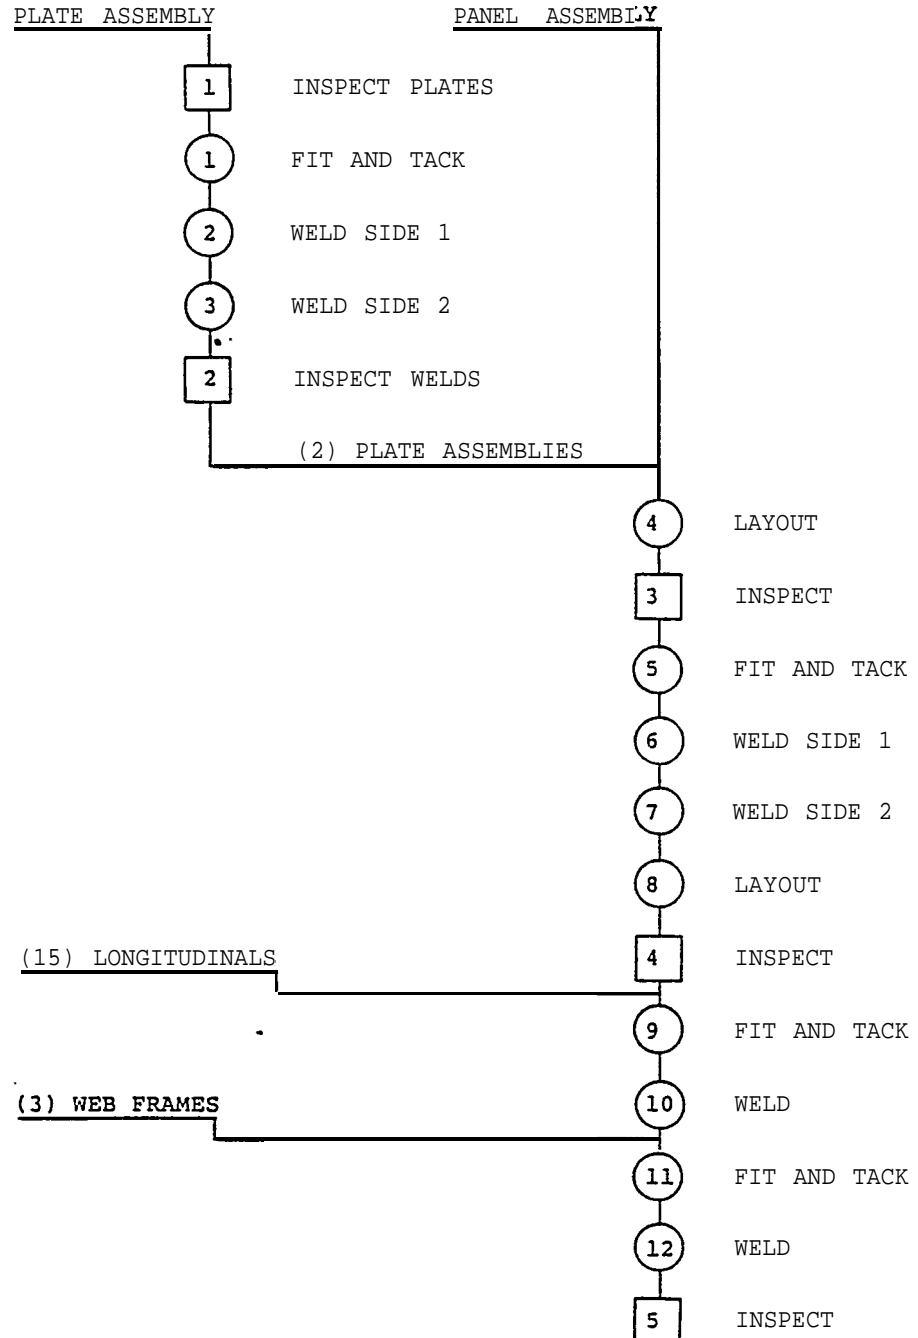 PLATE ASSEMBLY
PANEL ASSEMBLY
1 INSPECT PLATES
1 FIT AND TACK
2 WELD SIDE 1
3 WELD SIDE 2
2 INSPECT WELDS
(2) PLATE ASSEMBLIES
4 LAYOUT
3 INSPECT
5 FIT AND TACK
6 WELD SIDE 1
7 WELD SIDE 2
8 LAYOUT
(15) LONGITUDINALS
4 INSPECT
9 FIT AND TACK
(3) WEB FRAMES
10 WELD
11 FIT AND TACK
12 WELD
5 INSPECT